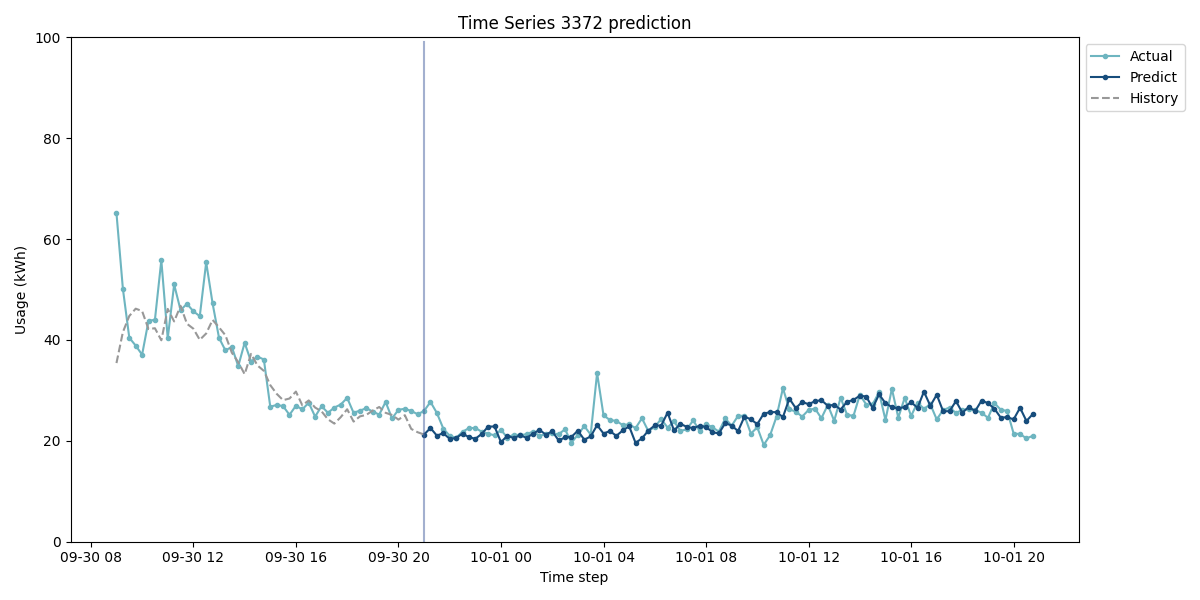 Time Series 3372 prediction
100
80
60
40
20
0
Usage (kWh)
09-30 08
09-30 12
09-30 16
09-30 20
10-01 00
10-01 04
10-01 08
10-01 12
10-01 16
10-01 20
Time step
Actual
Predict
History